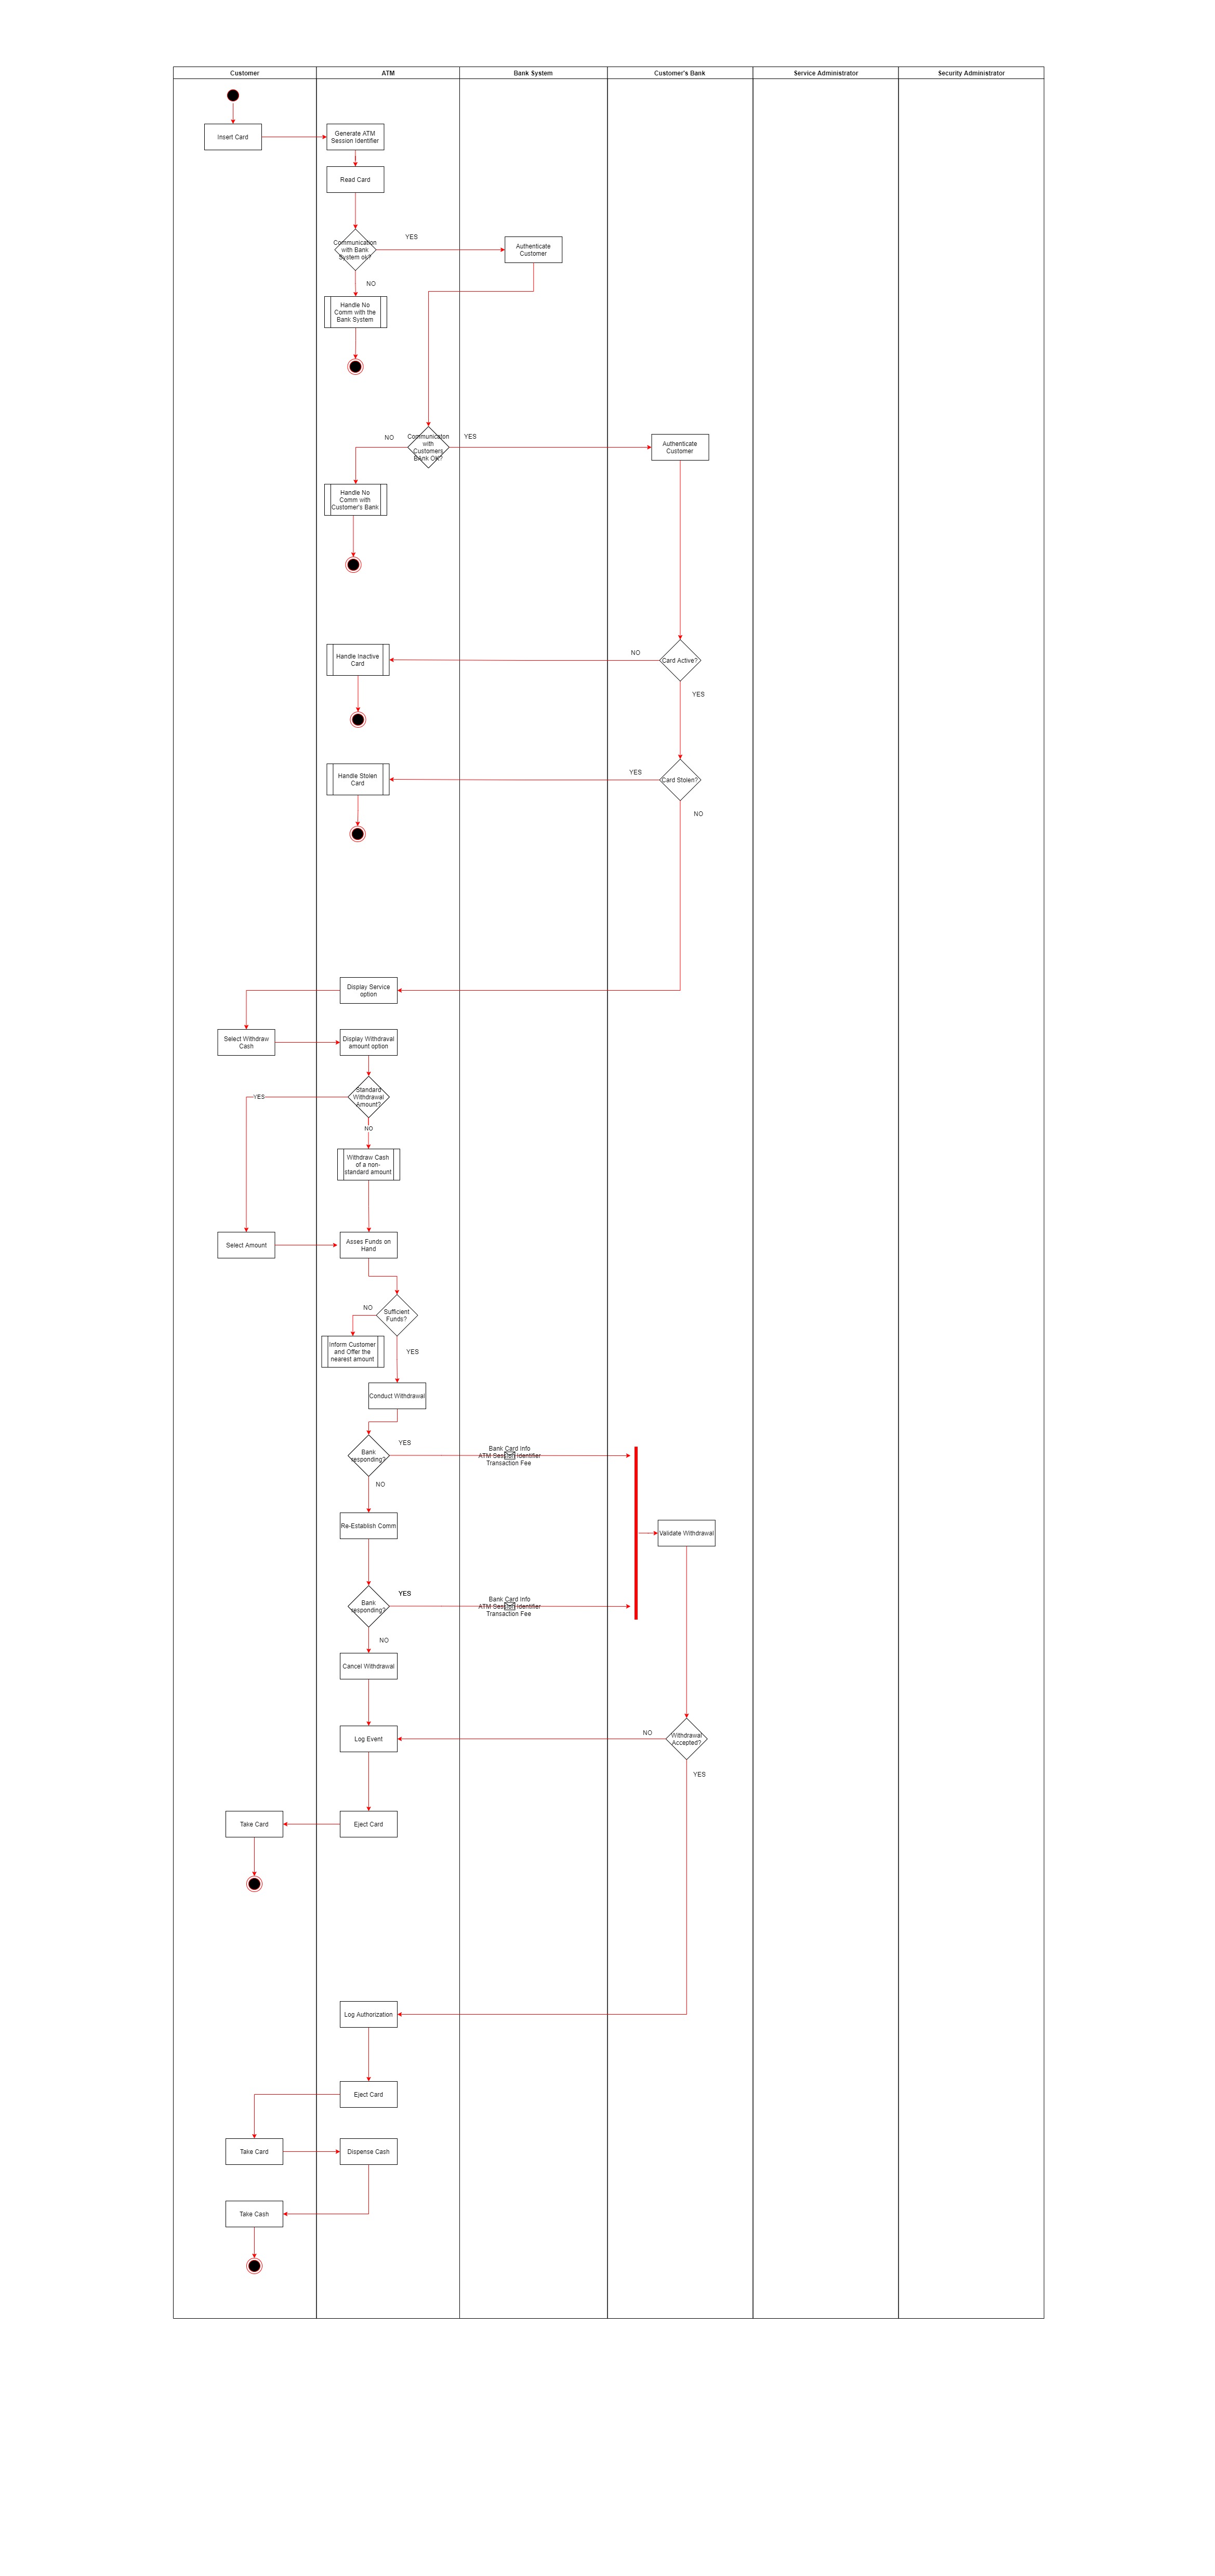 Customer
ATM
Bank System
Customer's Bank
Service Administrator
Security Administrator
Insert Card
Generate ATM
Session Identifier
Read Card
Communication
with Bank
System ok?
YES
Authenticate
Customer
NO
Handle No
Comm with the
Bank System
NO
Communicaton
with
Customers
BAnk OK?
YES
Authenticate
Customer
Handle No
Comm with
Customer's Bank
Handle Inactive
Card
NO
Card Active?
YES
Handle Stolen
Card
YES
Card Stolen?
NO
Display Service
option
Select Withdraw
Cash
Display Withdraval
amount option
YES
Standard
Withdrawal
Amount?
NO
Withdraw Cash
of a non-
standard amount
Select Amount
Asses Funds on
Hand
NO
Sufficient
Funds?
Inform Customer
and Offer the
nearest amount
YES
Conduct Withdrawal
Bank
responding?
YES
Bank Card Info
ATM Session Identifier
Transaction Fee
NO
Re-Establish Comm
Validate Withdrawal
Bank
responding?
YES
Bank Card Info
ATM Session Identifier
Transaction Fee
NO
Cancel Withdrawal
Log Event
NO
Withdrawal
Accepted?
YES
Take Card
Eject Card
Log Authorization
Eject Card
Take Card
Dispense Cash
Take Cash